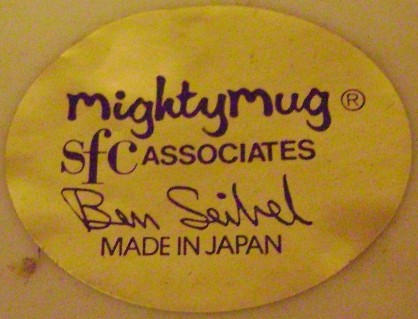 mightymug ®
sfc ASSOCIATES
Ben Seibel
MADE IN JAPAN